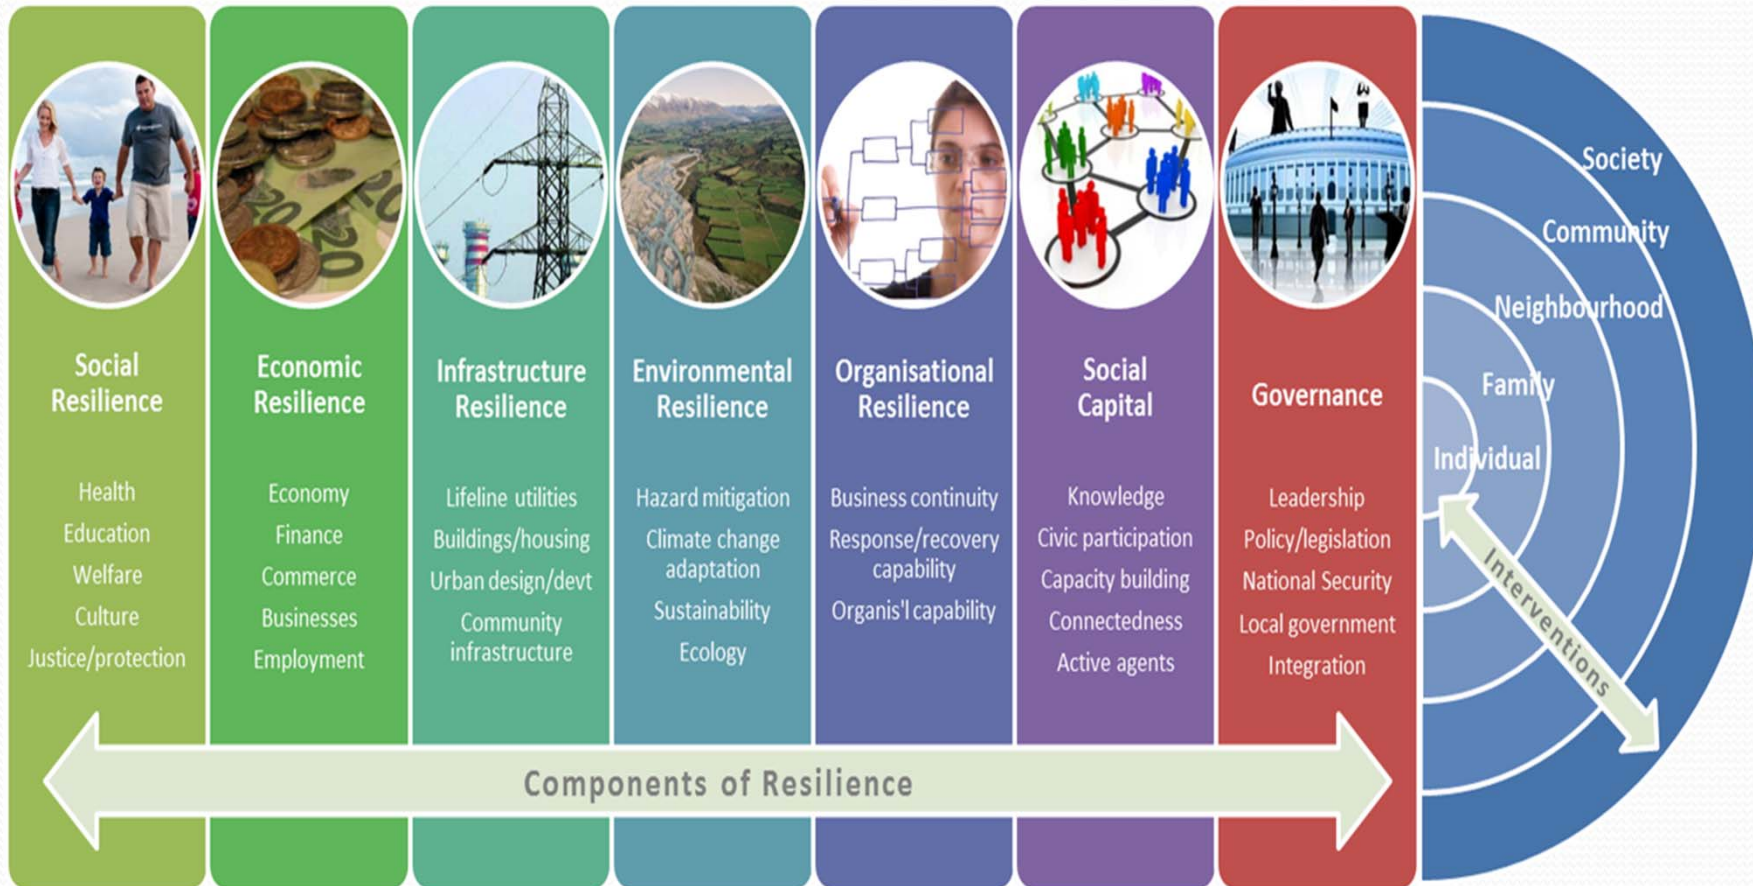 Social
Resilience
Health
Education
Welfare
Culture
Justice/protection
Economic
Resilience
Economy
Finance
Commerce
Businesses
Employment
Infrastructure
Resilience
Lifeline utilities
Buildings/housing
Urban design/devt
Community
infrastructure
Environmental
Resilience
Hazard mitigation
Climate change
adaptation
Sustainability
Ecology
Organisational
Resilience
Business continuity
Response/recovery
capability
Organis'l capability
Social
Capital
Knowledge
Civic participation
Capacity building
Connectedness
Active agents
Governance
Leadership
Policy/legislation
National Security
Local government
Integration
Components of Resilience
Society
Community
Neighbourhood
Family
Individual
Interventions
20
20
20